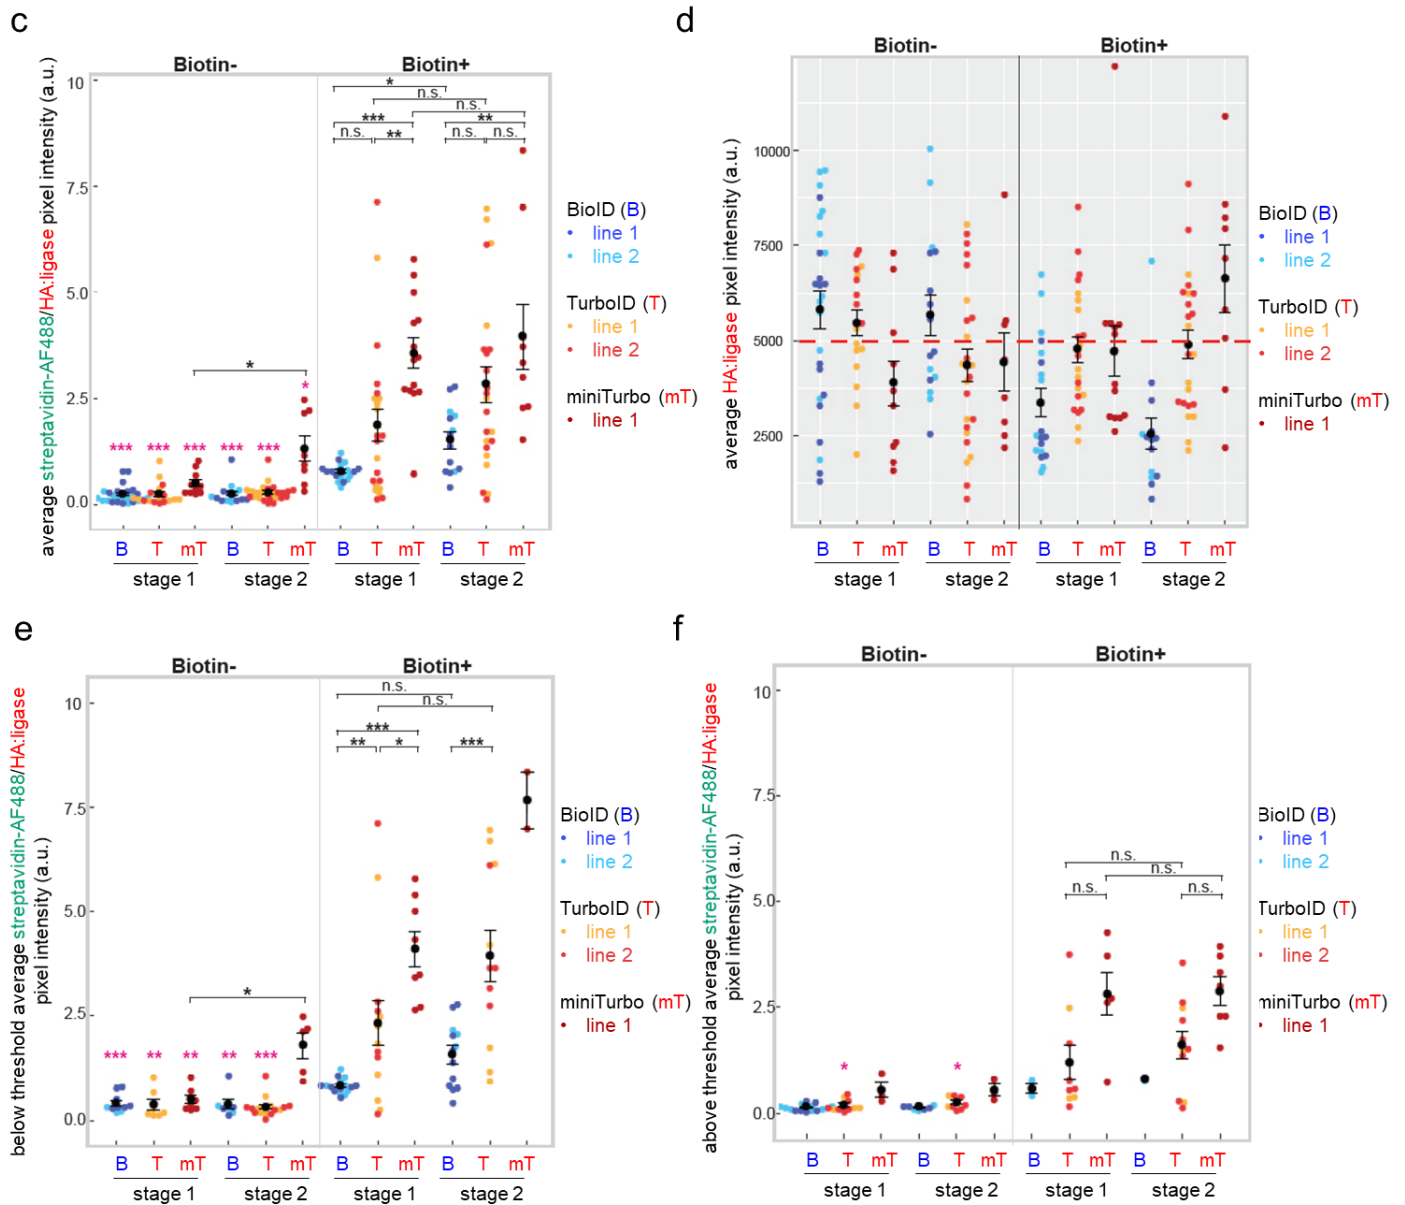 c
Biotin-
Biotin+
average streptavidin-AF488/HA:ligase pixel intensity (a.u.)
10
7.5
5.0
2.5
0.0
*
n.s.
n.s.
***
**
n.s.
**
n.s.
n.s.
*
*
***
***
***
***
***
B
T
mT
B
T
mT
B
T
mT
B
T
mT
stage 1
stage 2
stage 1
stage 2
BioID (B)
line 1
line 2
TurboID (T)
line 1
line 2
miniTurbo (mT)
line 1
d
Biotin-
Biotin+
average HA:ligase pixel intensity (a.u.)
10000
7500
5000
2500
B
T
mT
B
T
mT
B
T
mT
B
T
mT
stage 1
stage 2
stage 1
stage 2
BioID (B)
line 1
line 2
TurboID (T)
line 1
line 2
miniTurbo (mT)
line 1
e
Biotin-
Biotin+
below threshold average streptavidin-AF488/HA:ligase
pixel intensity (a.u.)
10
7.5
5.0
2.5
0.0
n.s.
n.s.
***
**
*
***
*
***
**
**
**
***
B
T
mT
B
T
mT
B
T
mT
B
T
mT
stage 1
stage 2
stage 1
stage 2
BioID (B)
line 1
line 2
TurboID (T)
line 1
line 2
miniTurbo (mT)
line 1
f
Biotin-
Biotin+
above threshold average streptavidin-AF488/HA:ligase
pixel intensity (a.u.)
10
7.5
5.0
2.5
0.0
n.s.
n.s.
n.s.
n.s.
*
*
B
T
mT
B
T
mT
B
T
mT
B
T
mT
stage 1
stage 2
stage 1
stage 2
BioID (B)
line 1
line 2
TurboID (T)
line 1
line 2
miniTurbo (mT)
line 1